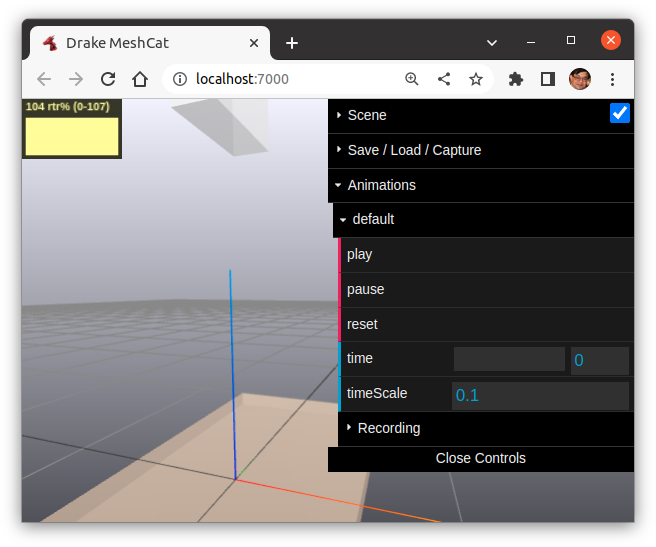 Drake MeshCat
localhost:7000
104 rtr% (0-107)
Scene
Save / Load / Capture
Animations
default
play
pause
reset
time 0
timeScale 0.1
Recording
Close Controls